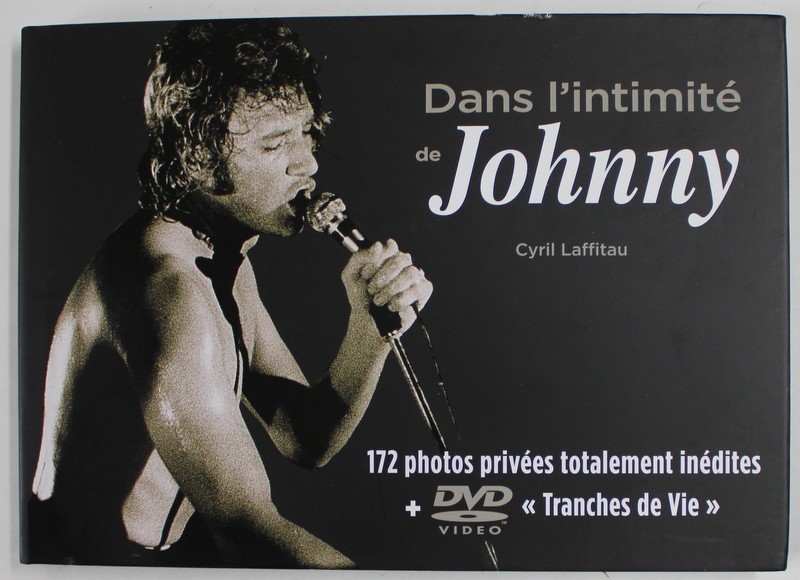 Dans l'intimité
de Johnny
Cyril Laffitau
172 photos privées totalement inédites
+ DVD VIDEO « Tranches de Vie »